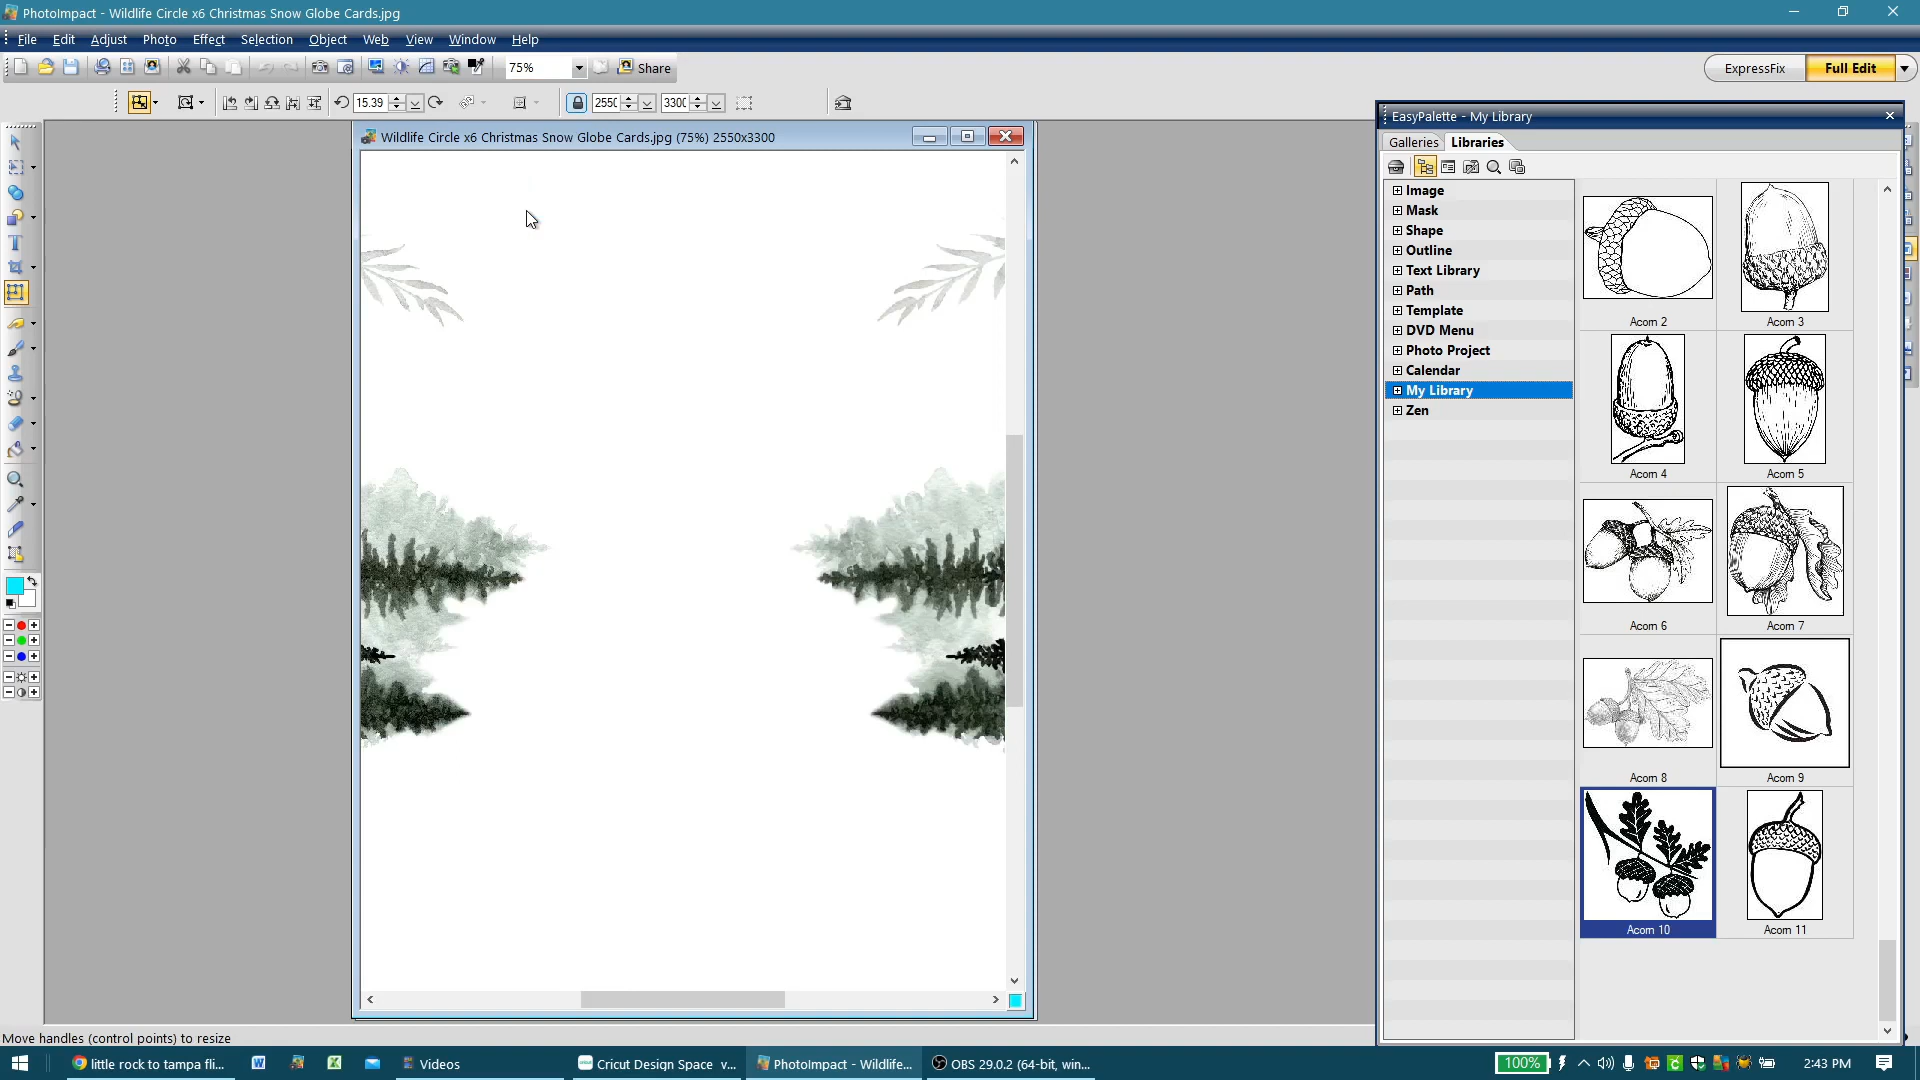 PhotoImpact - Wildlife Circle x6 Christmas Snow Globe Cards.jpg
File Edit Adjust Photo Effect Selection Object Web View Window Help
75% Share ExpressFix Full Edit
15.39 2550 3300
EasyPalette - My Library
Wildlife Circle x6 Christmas Snow Globe Cards.jpg (75%) 2550x3300
Galleries Libraries
Image
Mask
Shape
Outline
Text Library
Path
Template
DVD Menu
Photo Project
Calendar
My Library
Zen
Acorn 2 Acorn 3
Acorn 4 Acorn 5
Acorn 6 Acorn 7
Acorn 8 Acorn 9
Acorn 10 Acorn 11
Move handles (control points) to resize
little rock to tampa fli... Videos Cricut Design Space v... PhotoImpact - Wildlife... OBS 29.0.2 (64-bit, win... 100% 2:43 PM